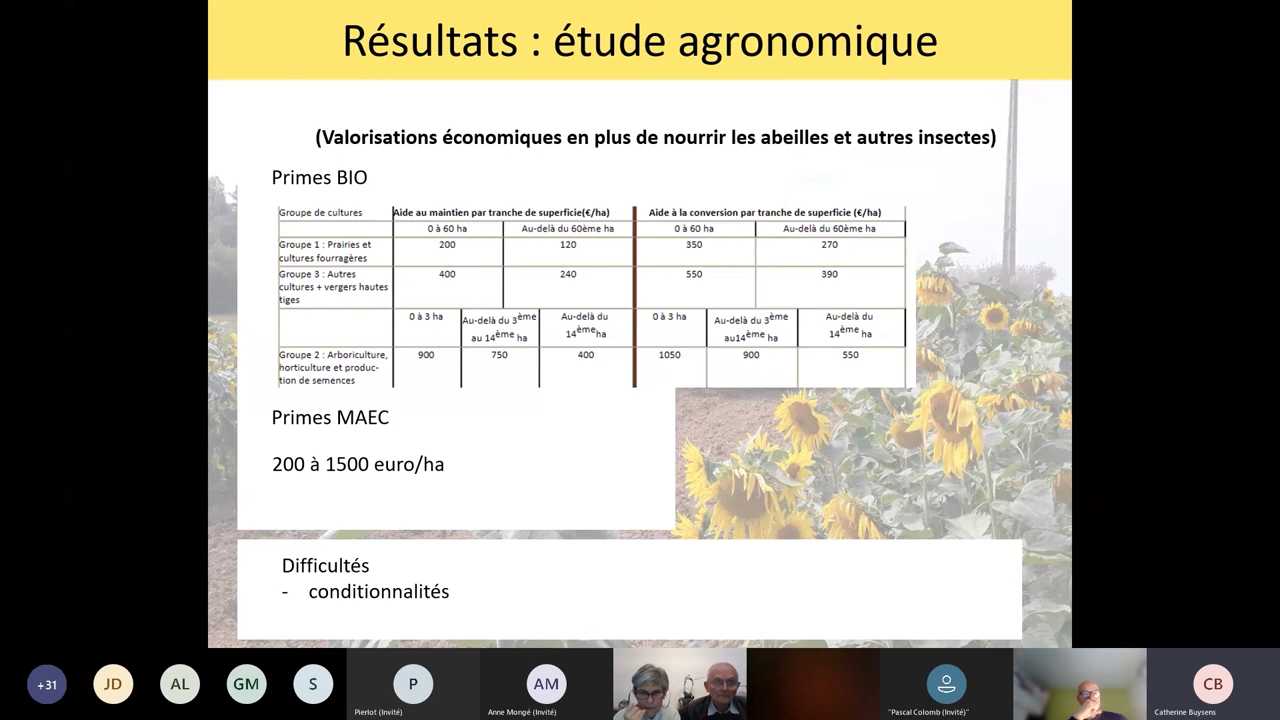 Résultats : étude agronomique
(Valorisations économiques en plus de nourrir les abeilles et autres insectes)
Primes BIO
Groupe de cultures Aide au maintien par tranche de superficie(€/ha) Aide à la conversion par tranche de superficie (€/ha)
0 à 60 ha Au-delà du 60ème ha 0 à 60 ha Au-delà du 60ème ha
Groupe 1 : Prairies et 200 120 350 270
cultures fourragères
Groupe 3 : Autres 400 240 550 390
cultures + vergers hautes
tiges
0 à 3 ha Au-delà du 3ème Au-delà du 0 à 3 ha Au-delà du 3ème Au-delà du
au 14ème ha 14ème ha au14ème ha 14ème ha
Groupe 2 : Arboriculture, 900 750 400 1050 900 550
horticulture et produc-
tion de semences
Primes MAEC
200 à 1500 euro/ha
Difficultés
- conditionnalités
+31 JD AL GM S P AM CB
Pierlot (Invité) Anne Mongé (Invité) "Pascal Colomb (Invité)" Catherine Buysens